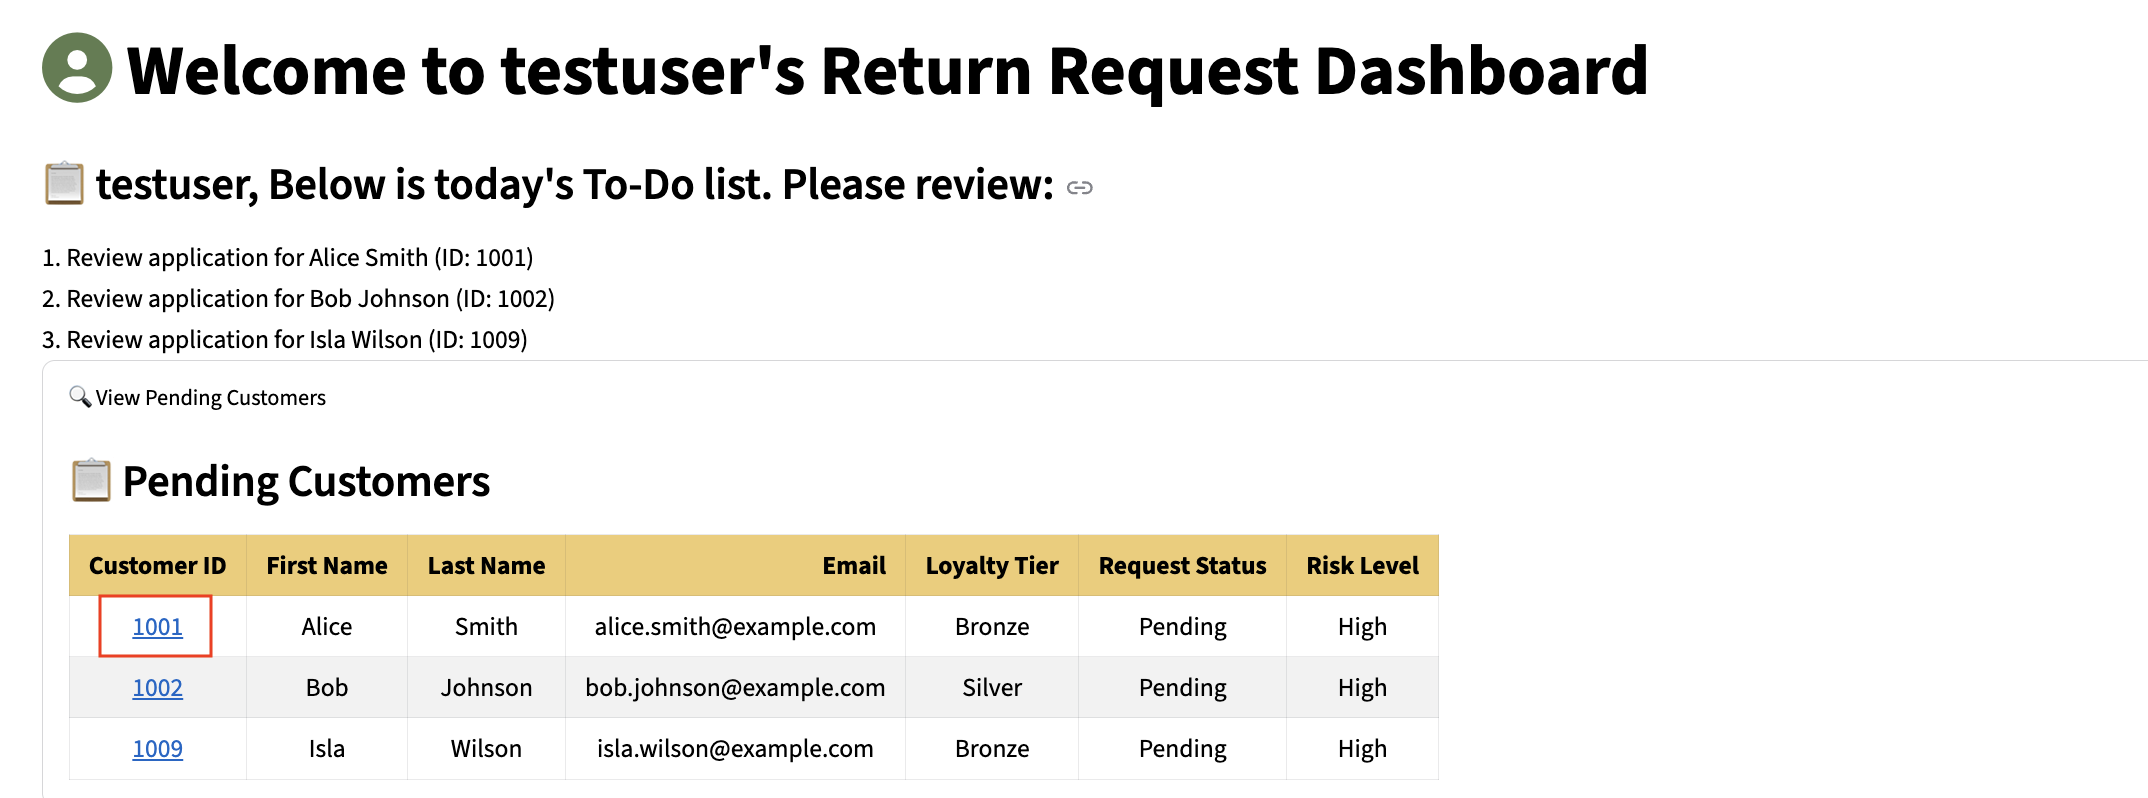 Welcome to testuser's Return Request Dashboard
testuser, Below is today's To-Do list. Please review:
1. Review application for Alice Smith (ID: 1001)
2. Review application for Bob Johnson (ID: 1002)
3. Review application for Isla Wilson (ID: 1009)
View Pending Customers
Pending Customers
Customer ID First Name Last Name Email Loyalty Tier Request Status Risk Level
1001 Alice Smith alice.smith@example.com Bronze Pending High
1002 Bob Johnson bob.johnson@example.com Silver Pending High
1009 Isla Wilson isla.wilson@example.com Bronze Pending High